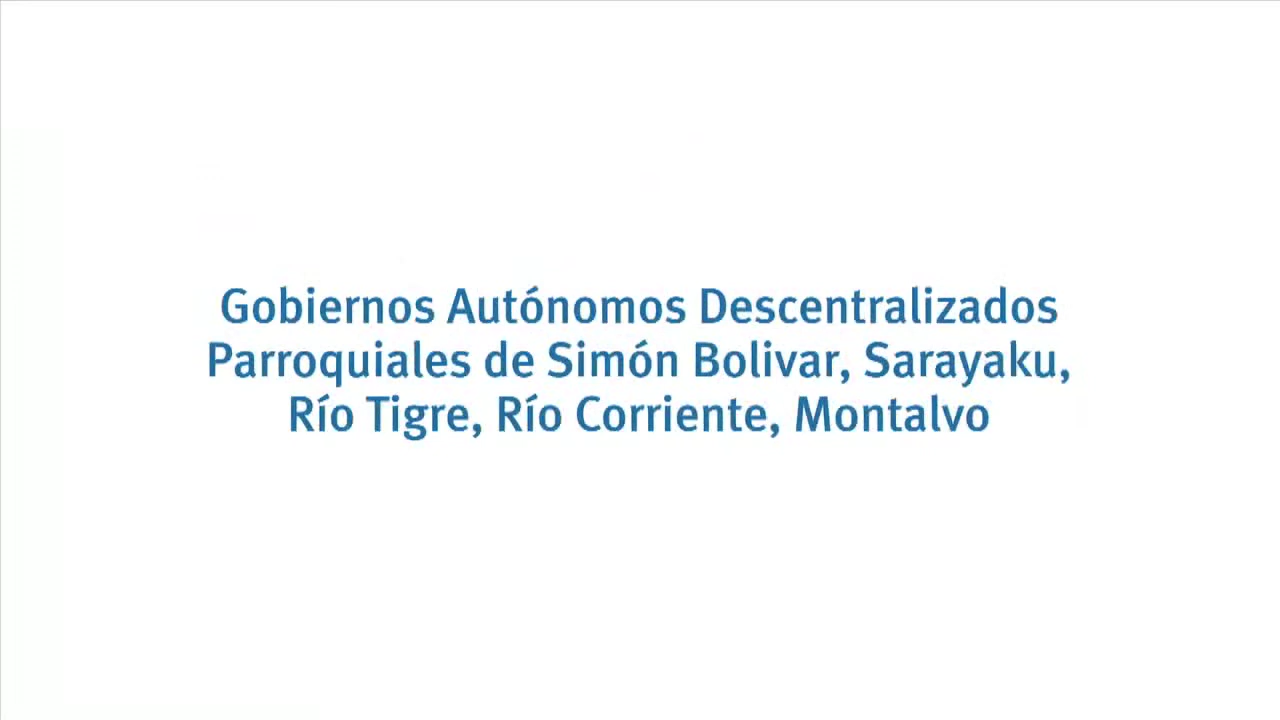 Gobiernos Autónomos Descentralizados
Parroquiales de Simón Bolivar, Sarayaku,
Río Tigre, Río Corriente, Montalvo